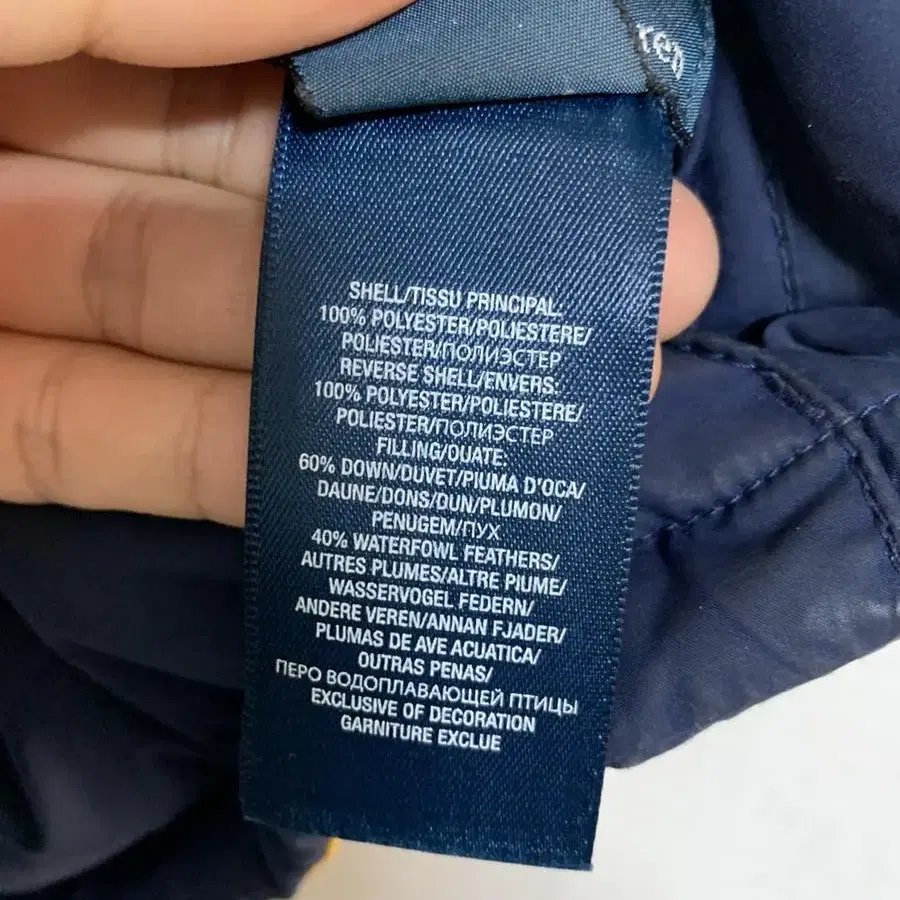 SHELL/TISSU PRINCIPAL:
100% POLYESTER/POLIESTERE/
POLIESTER/ПОЛИЭСТЕР
REVERSE SHELL/ENVERS:
100% POLYESTER/POLIESTERE/
POLIESTER/ПОЛИЭСТЕР
FILLING/OUATE:
60% DOWN/DUVET/PIUMA D'OCA/
DAUNE/DONS/DUN/PLUMON/
PENUGEM/ПУХ
40% WATERFOWL FEATHERS/
AUTRES PLUMES/ALTRE PIUME/
WASSERVOGEL FEDERN/
ANDERE VEREN/ANNAN FJADER/
PLUMAS DE AVE ACUATICA/
OUTRAS PENAS/
ПЕРО ВОДОПЛАВАЮЩЕЙ ПТИЦЫ
EXCLUSIVE OF DECORATION
GARNITURE EXCLUE